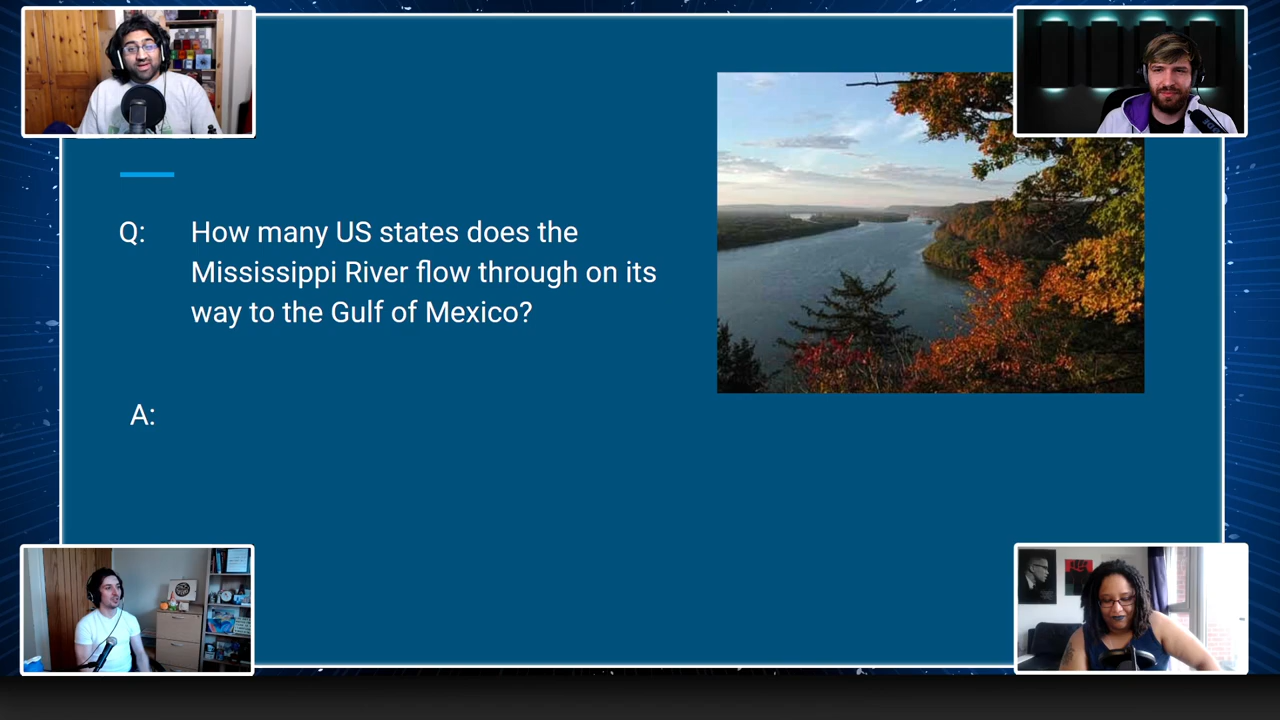 Q: How many US states does the
Mississippi River flow through on its
way to the Gulf of Mexico?
A: